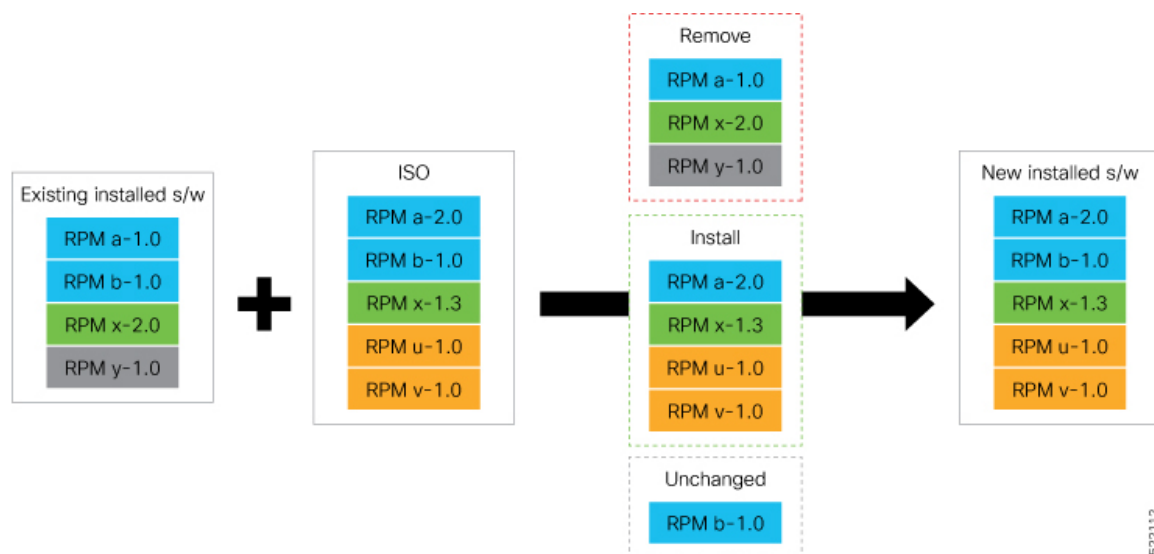 Existing installed s/w
RPM a-1.0
RPM b-1.0
RPM x-2.0
RPM y-1.0
ISO
RPM a-2.0
RPM b-1.0
RPM x-1.3
RPM u-1.0
RPM v-1.0
Remove
RPM a-1.0
RPM x-2.0
RPM y-1.0
Install
RPM a-2.0
RPM x-1.3
RPM u-1.0
RPM v-1.0
Unchanged
RPM b-1.0
New installed s/w
RPM a-2.0
RPM b-1.0
RPM x-1.3
RPM u-1.0
RPM v-1.0